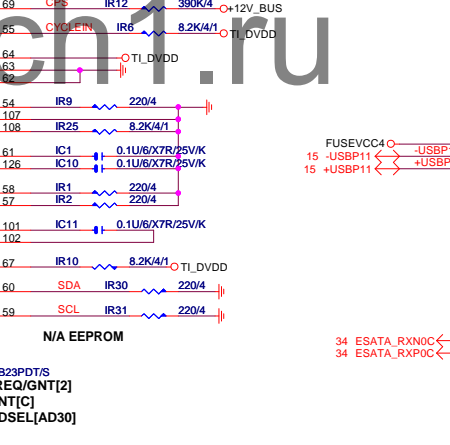 69 CPS IR12 390K/4 +12V_BUS
55 CYCLEIN IR6 8.2K/4/1 TI_DVDD
64 TI_DVDD
63
62
cn1.ru
54 IR9 220/4
107
108 IR25 8.2K/4/1
61 IC1 0.1U/6/X7R/25V/K
126 IC10 0.1U/6/X7R/25V/K
58 IR1 220/4
57 IR2 220/4
101 IC11 0.1U/6/X7R/25V/K
102
67 IR10 8.2K/4/1 TI_DVDD
60 SDA IR30 220/4
59 SCL IR31 220/4
N/A EEPROM
B23PDT/S
REQ/GNT[2]
NT[C]
DSEL[AD30]
FUSEVCC4
15 -USBP11 -USBP
15 +USBP11 +USBP
34 ESATA_RXN0C
34 ESATA_RXP0C